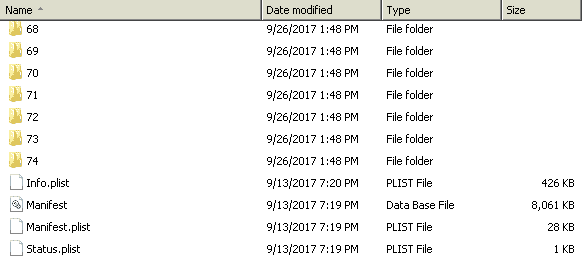 Name Date modified Type Size
68 9/26/2017 1:48 PM File folder
69 9/26/2017 1:48 PM File folder
70 9/26/2017 1:48 PM File folder
71 9/26/2017 1:48 PM File folder
72 9/26/2017 1:48 PM File folder
73 9/26/2017 1:48 PM File folder
74 9/26/2017 1:48 PM File folder
Info.plist 9/13/2017 7:20 PM PLIST File 426 KB
Manifest 9/13/2017 7:19 PM Data Base File 8,061 KB
Manifest.plist 9/13/2017 7:19 PM PLIST File 28 KB
Status.plist 9/13/2017 7:19 PM PLIST File 1 KB